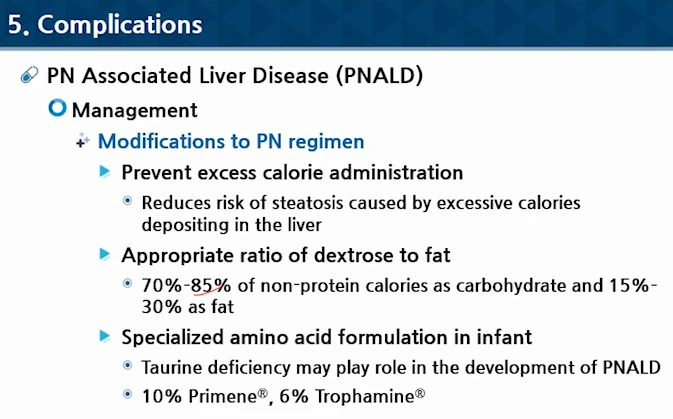 5. Complications
PN Associated Liver Disease (PNALD)
Management
Modifications to PN regimen
Prevent excess calorie administration
Reduces risk of steatosis caused by excessive calories
depositing in the liver
Appropriate ratio of dextrose to fat
70%-85% of non-protein calories as carbohydrate and 15%-
30% as fat
Specialized amino acid formulation in infant
Taurine deficiency may play role in the development of PNALD
10% Primene®, 6% Trophamine®